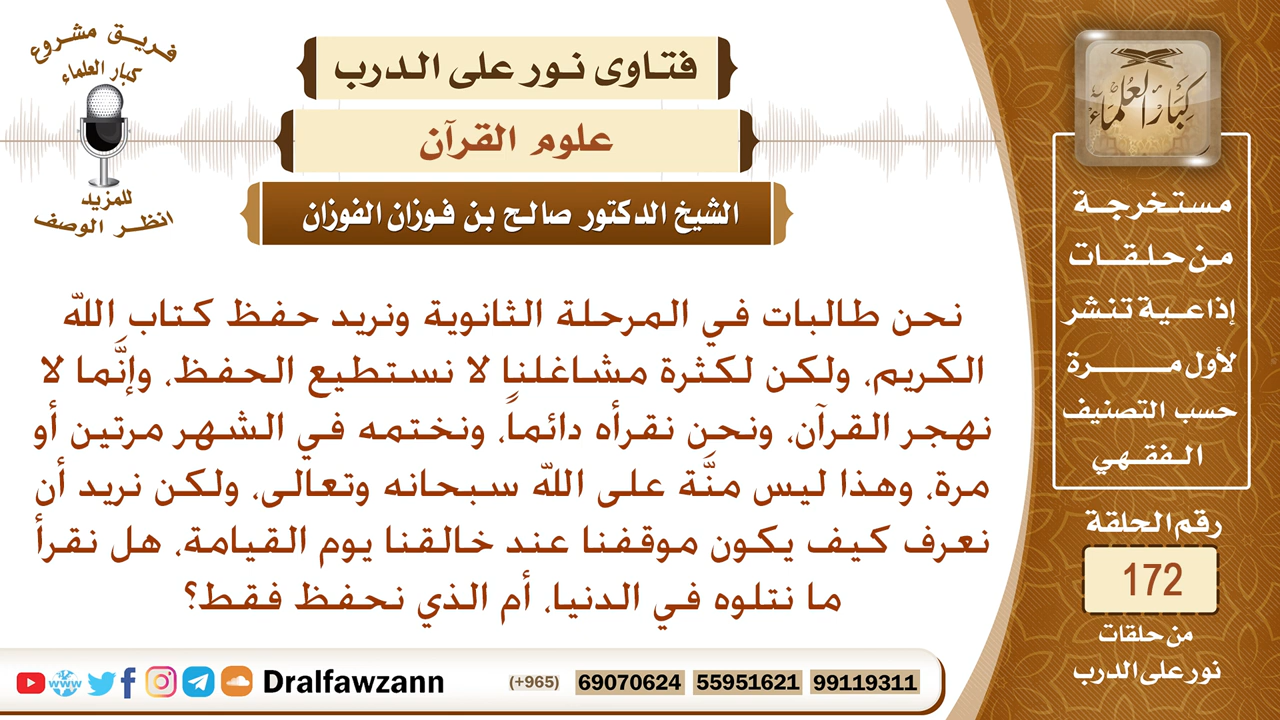 فريق مشروع
كبار العلماء
للمزيد
انظر الوصف
فتاوى نور على الدرب
علوم القرآن
الشيخ الدكتور صالح بن فوزان الفوزان
نحن طالبات في المرحلة الثانوية ونريد حفظ كتاب الله
الكريم، ولكن لكثرة مشاغلنا لا نستطيع الحفظ، وإنَّما لا
نهجر القرآن، ونحن نقرأه دائماً، ونختمه في الشهر مرتين أو
مرة، وهذا ليس منَّة على الله سبحانه وتعالى، ولكن نريد أن
نعرف كيف يكون موقفنا عند خالقنا يوم القيامة، هل نقرأ
ما نتلوه في الدنيا، أم الذي نحفظ فقط؟
كبار العلماء
مستخرجة
من حلقات
إذاعية تنشر
لأول مرة
حسب التصنيف
الفقهي
رقم الحلقة
172
من حلقات
نور على الدرب
www
Dralfawzann (+965) 69070624 55951621 99119311